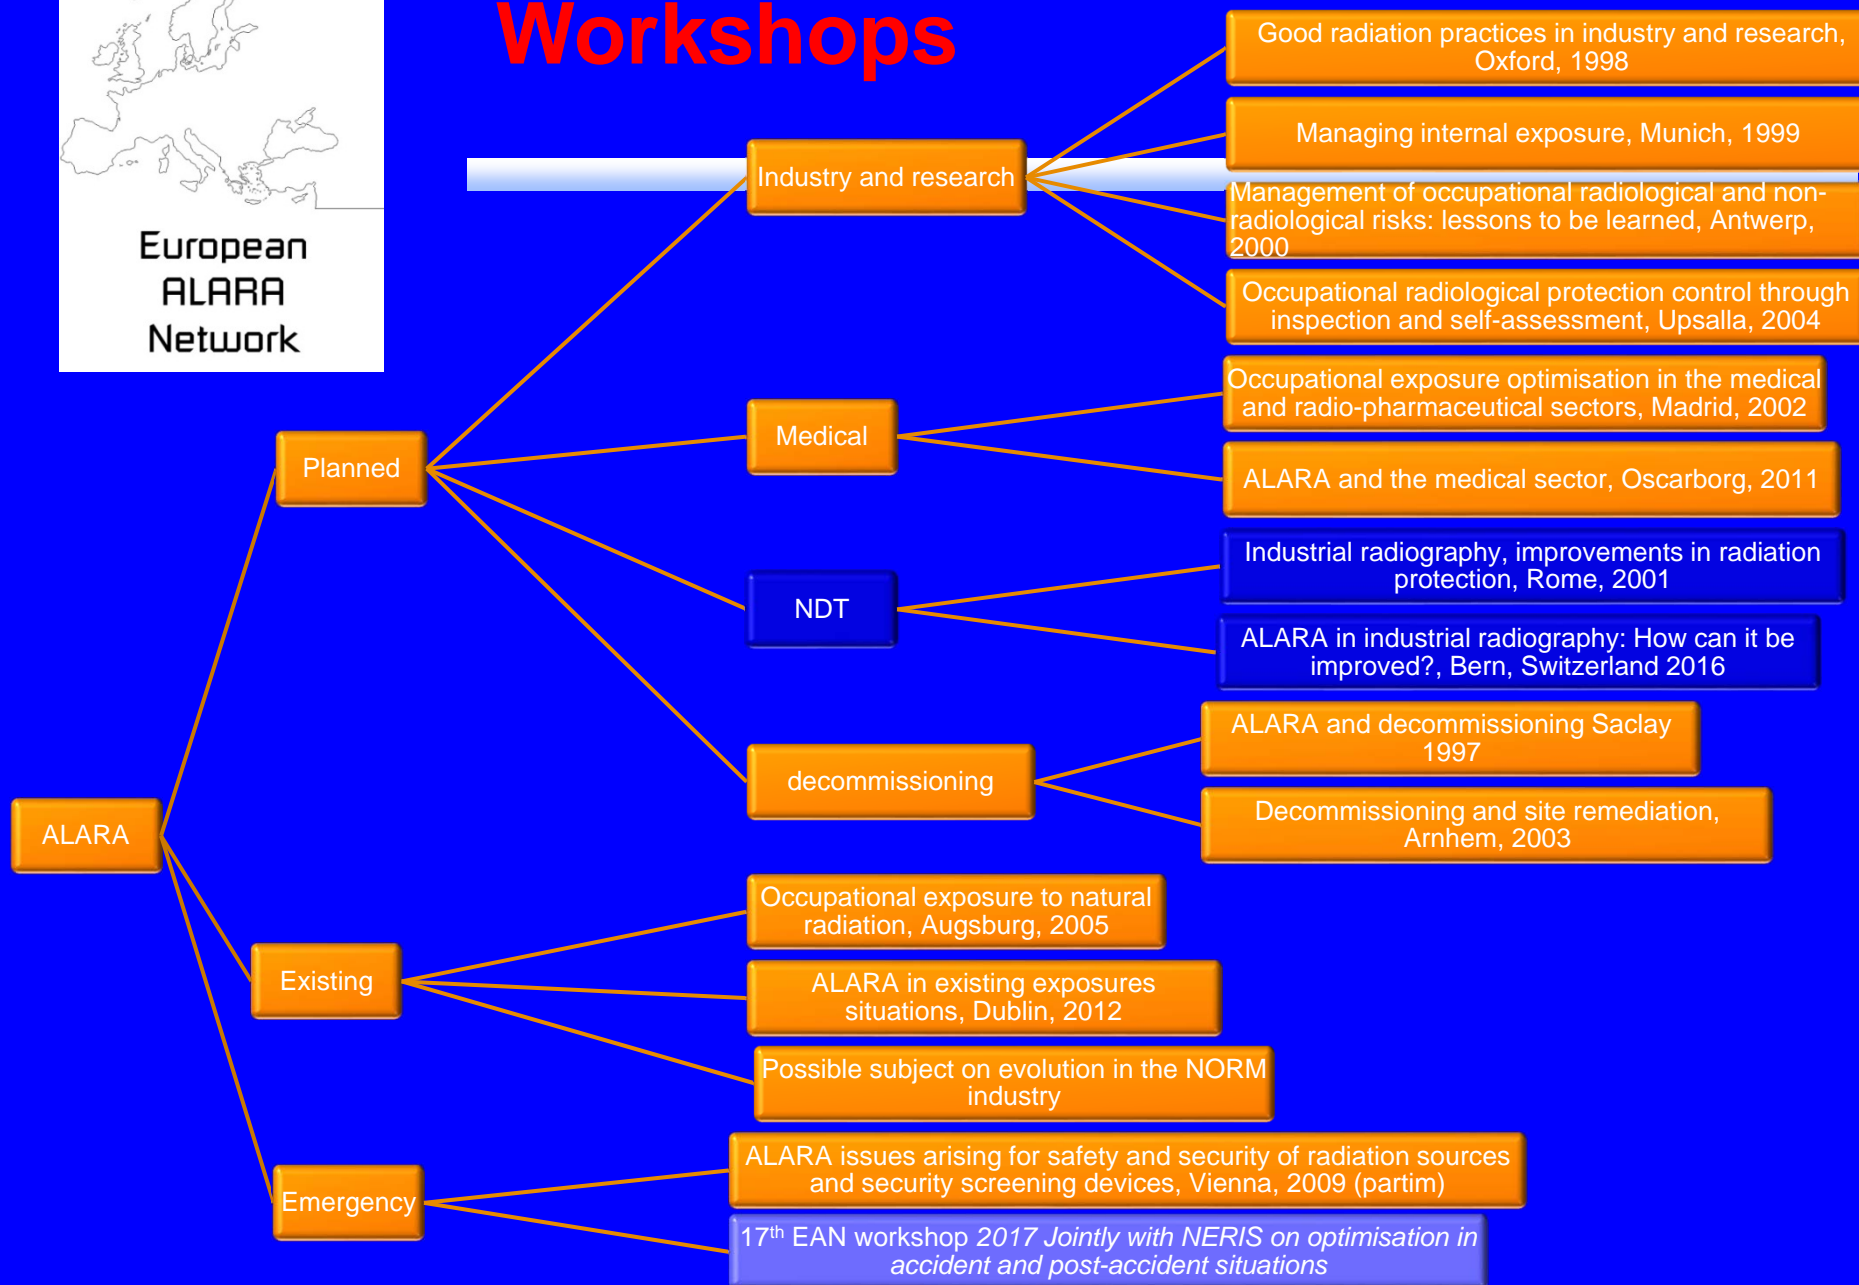 Workshops
European
ALARA
Network
ALARA
Planned
Industry and research
Good radiation practices in industry and research,
Oxford, 1998
Managing internal exposure, Munich, 1999
Management of occupational radiological and non-
radiological risks: lessons to be learned, Antwerp,
2000
Occupational radiological protection control through
inspection and self-assessment, Upsalla, 2004
Medical
Occupational exposure optimisation in the medical
and radio-pharmaceutical sectors, Madrid, 2002
ALARA and the medical sector, Oscarborg, 2011
NDT
Industrial radiography, improvements in radiation
protection, Rome, 2001
ALARA in industrial radiography: How can it be
improved?, Bern, Switzerland 2016
decommissioning
ALARA and decommissioning Saclay
1997
Decommissioning and site remediation,
Arnhem, 2003
Existing
Occupational exposure to natural
radiation, Augsburg, 2005
ALARA in existing exposures
situations, Dublin, 2012
Possible subject on evolution in the NORM
industry
Emergency
ALARA issues arising for safety and security of radiation sources
and security screening devices, Vienna, 2009 (partim)
17th EAN workshop 2017 Jointly with NERIS on optimisation in
accident and post-accident situations